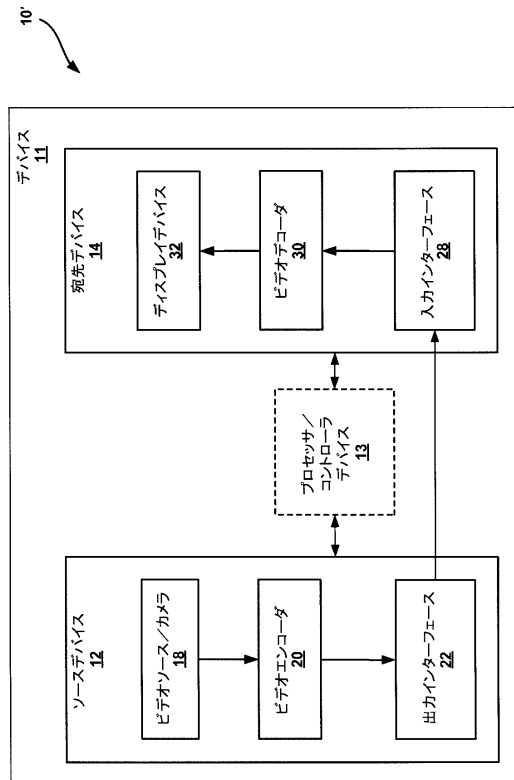 10'
デバイス
11
ソースデバイス
12
ビデオソース/カメラ
18
ビデオエンコーダ
20
出力インターフェース
22
プロセッサ/
コントローラ
デバイス
13
宛先デバイス
14
ディスプレイデバイス
32
ビデオデコーダ
30
入力インターフェース
28